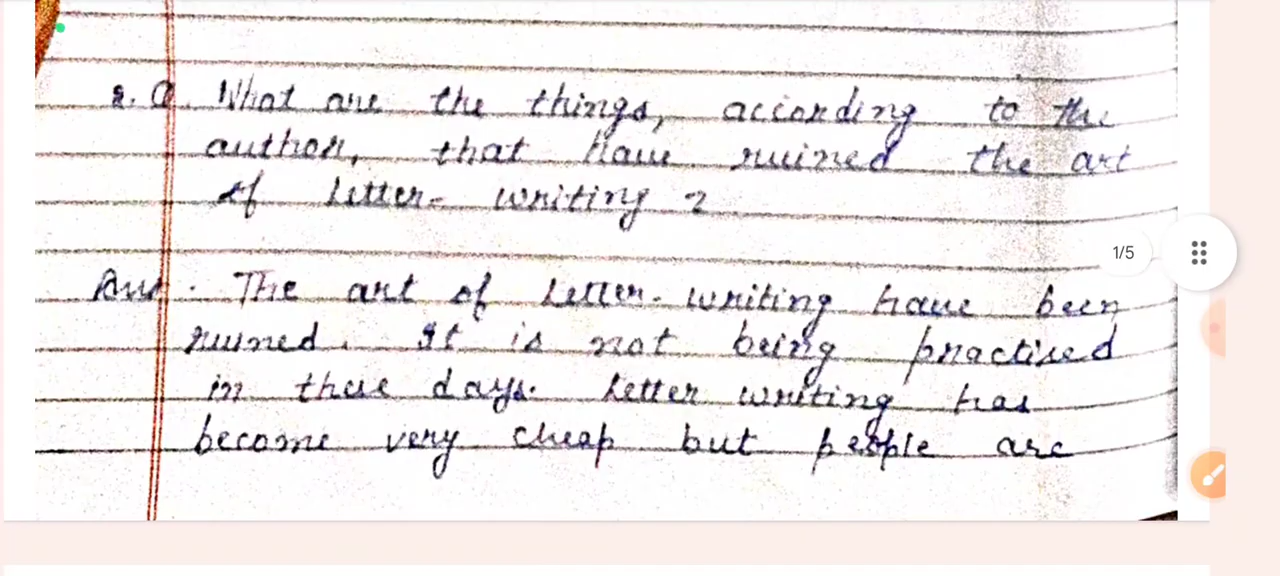 2. Q. What are the things, according to the
author, that have ruined the art
of letter- writing ?
1/5
Ans. The art of letter- writing have been
ruined. It is not being practised
in these days. Letter writing has
become very cheap but people are